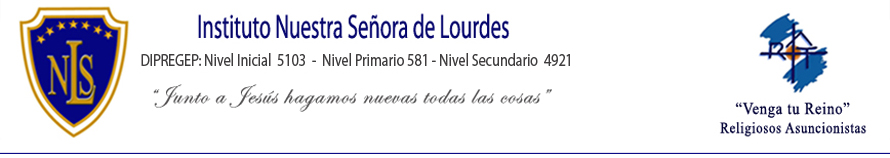 Instituto Nuestra Señora de Lourdes
DIPREGEP: Nivel Inicial 5103 - Nivel Primario 581 - Nivel Secundario 4921
“Junto a Jesús hagamos nuevas todas las cosas”
NLS
ART
“Venga tu Reino”
Religiosos Asuncionistas